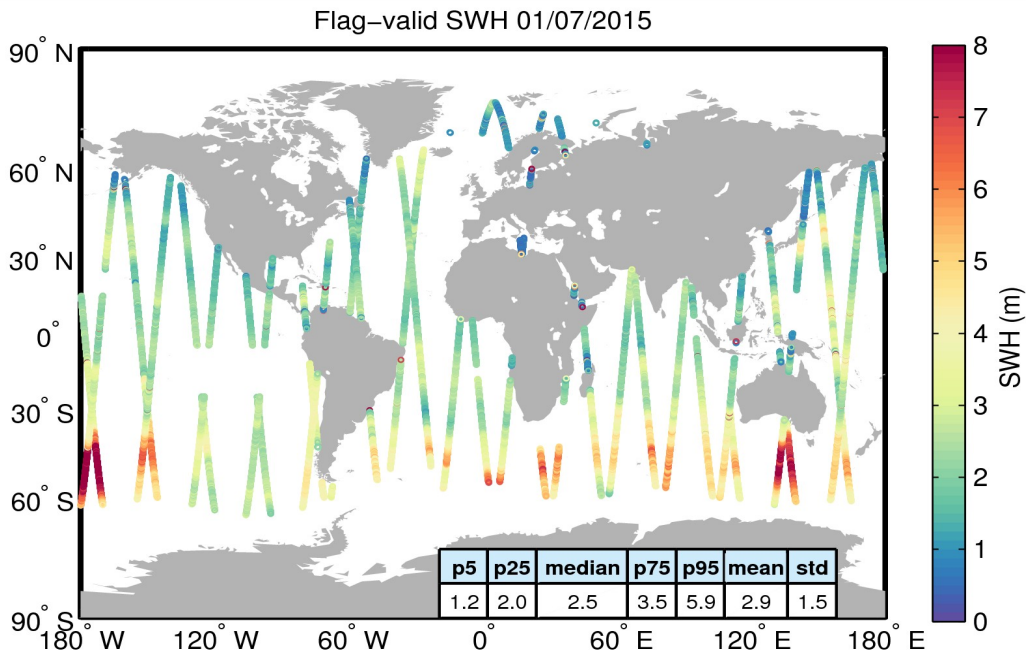 Flag−valid SWH 01/07/2015
90° N
60° N
30° N
0°
30° S
60° S
90° S
180° W
120° W
60° W
0°
60° E
120° E
180° E
p5 p25 median p75 p95 mean std
1.2 2.0 2.5 3.5 5.9 2.9 1.5
8
7
6
5
4
3
2
1
0
SWH (m)